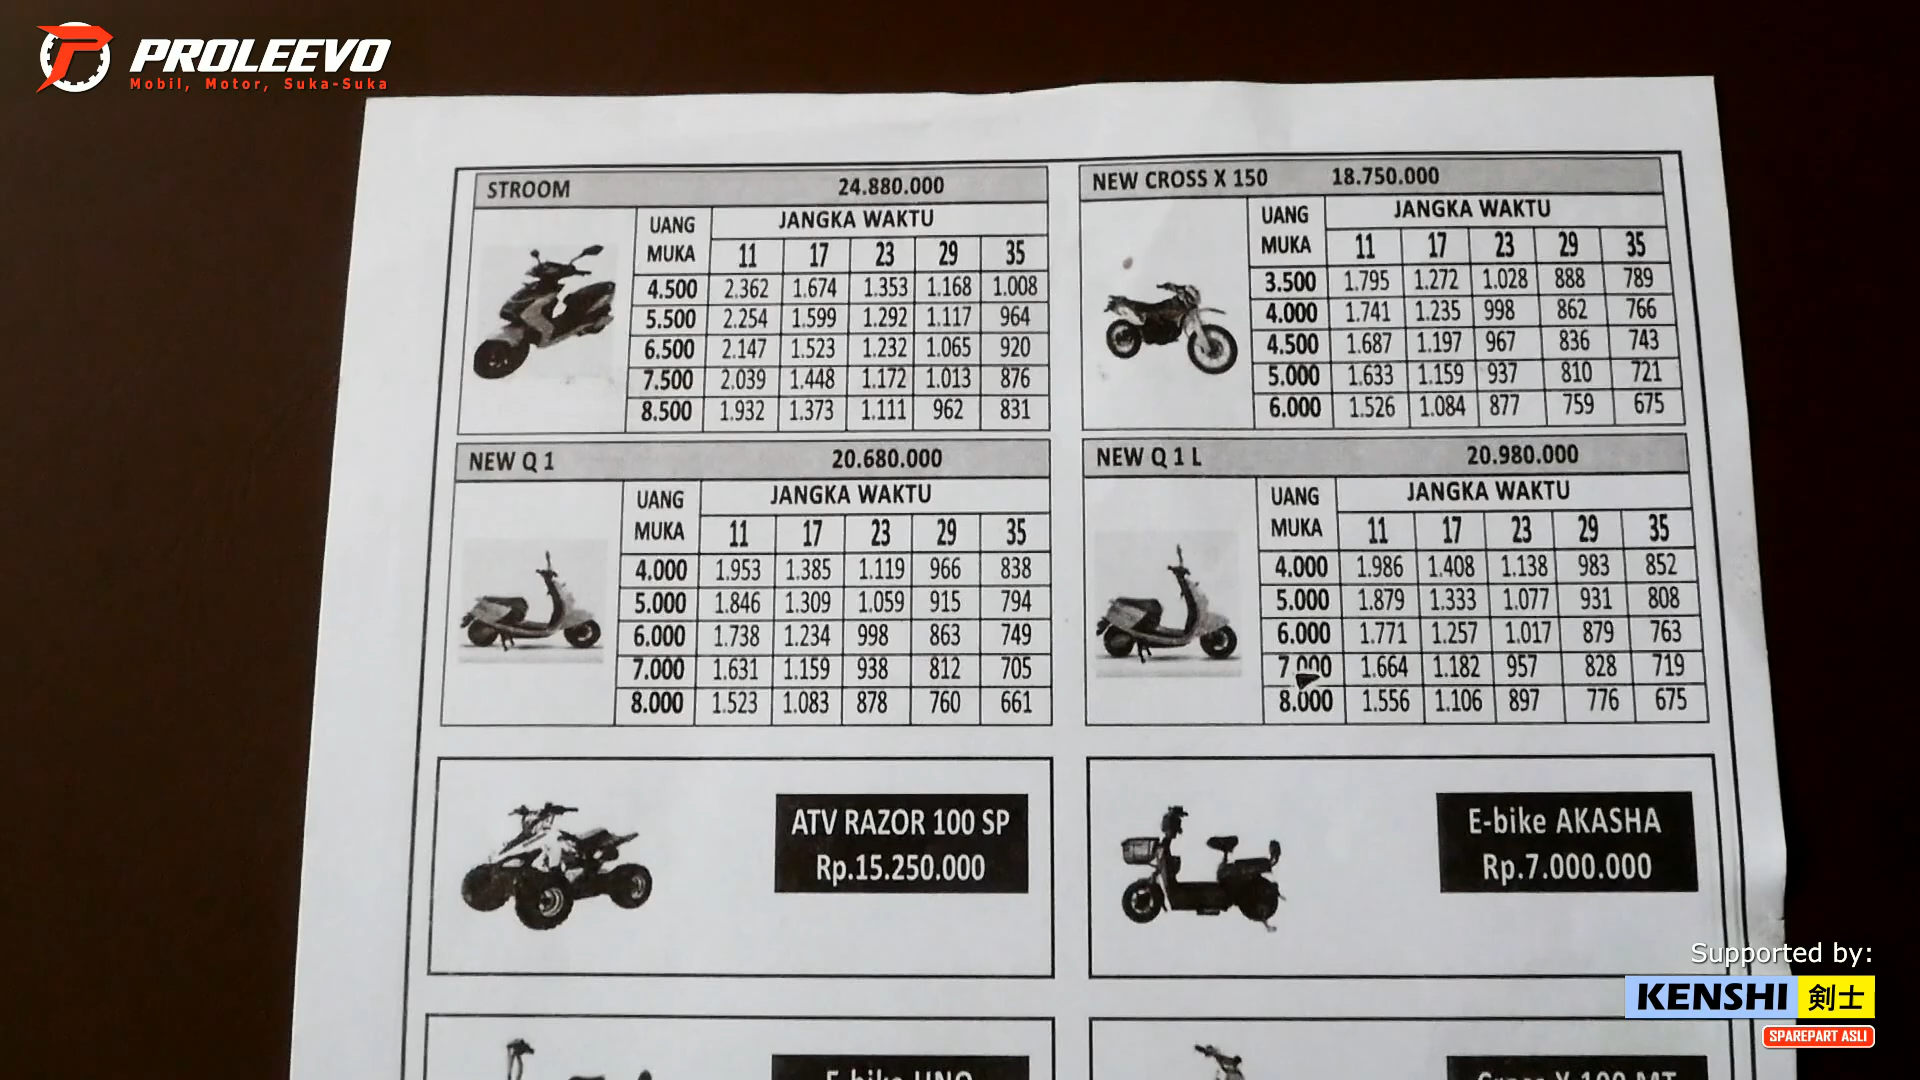 PROLEEVO
Mobil, Motor, Suka-Suka
STROOM 24.880.000
UANG MUKA JANGKA WAKTU
11 17 23 29 35
4.500 2.362 1.674 1.353 1.168 1.008
5.500 2.254 1.599 1.292 1.117 964
6.500 2.147 1.523 1.232 1.065 920
7.500 2.039 1.448 1.172 1.013 876
8.500 1.932 1.373 1.111 962 831
NEW CROSS X 150 18.750.000
UANG MUKA JANGKA WAKTU
11 17 23 29 35
3.500 1.795 1.272 1.028 888 789
4.000 1.741 1.235 998 862 766
4.500 1.687 1.197 967 836 743
5.000 1.633 1.159 937 810 721
6.000 1.526 1.084 877 759 675
NEW Q 1 20.680.000
UANG MUKA JANGKA WAKTU
11 17 23 29 35
4.000 1.953 1.385 1.119 966 838
5.000 1.846 1.309 1.059 915 794
6.000 1.738 1.234 998 863 749
7.000 1.631 1.159 938 812 705
8.000 1.523 1.083 878 760 661
NEW Q 1 L 20.980.000
UANG MUKA JANGKA WAKTU
11 17 23 29 35
4.000 1.986 1.408 1.138 983 852
5.000 1.879 1.333 1.077 931 808
6.000 1.771 1.257 1.017 879 763
7.000 1.664 1.182 957 828 719
8.000 1.556 1.106 897 776 675
ATV RAZOR 100 SP
Rp.15.250.000
E-bike AKASHA
Rp.7.000.000
E-bike UNO
Cross X 100 MT
Supported by:
KENSHI 剣士
SPAREPART ASLI